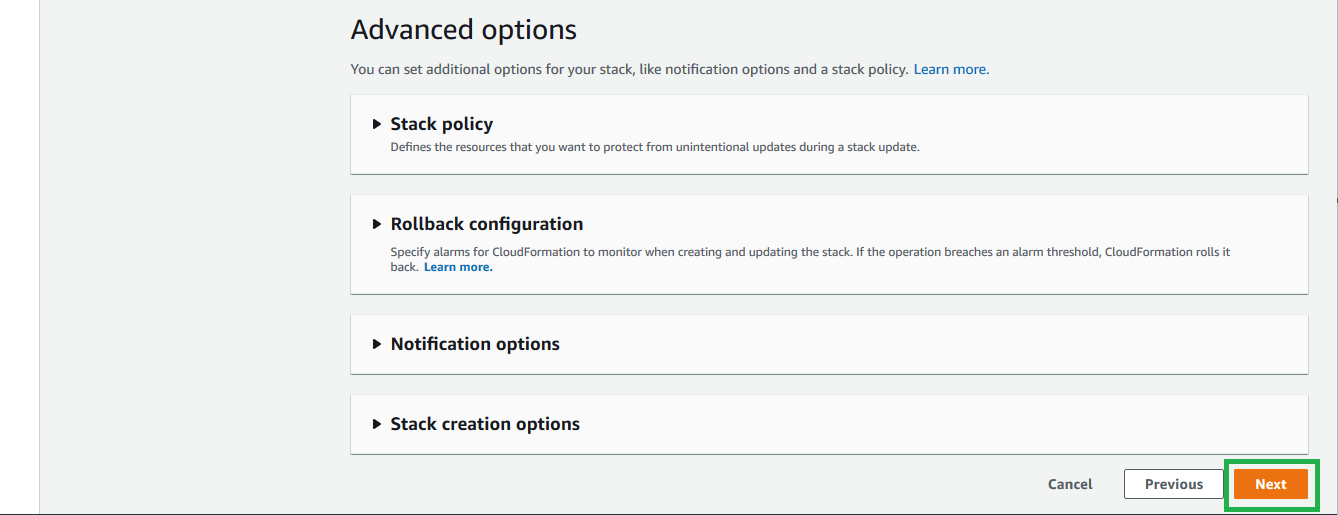 Advanced options
You can set additional options for your stack, like notification options and a stack policy. Learn more.
Stack policy
Defines the resources that you want to protect from unintentional updates during a stack update.
Rollback configuration
Specify alarms for CloudFormation to monitor when creating and updating the stack. If the operation breaches an alarm threshold, CloudFormation rolls it
back. Learn more.
Notification options
Stack creation options
Cancel Previous Next